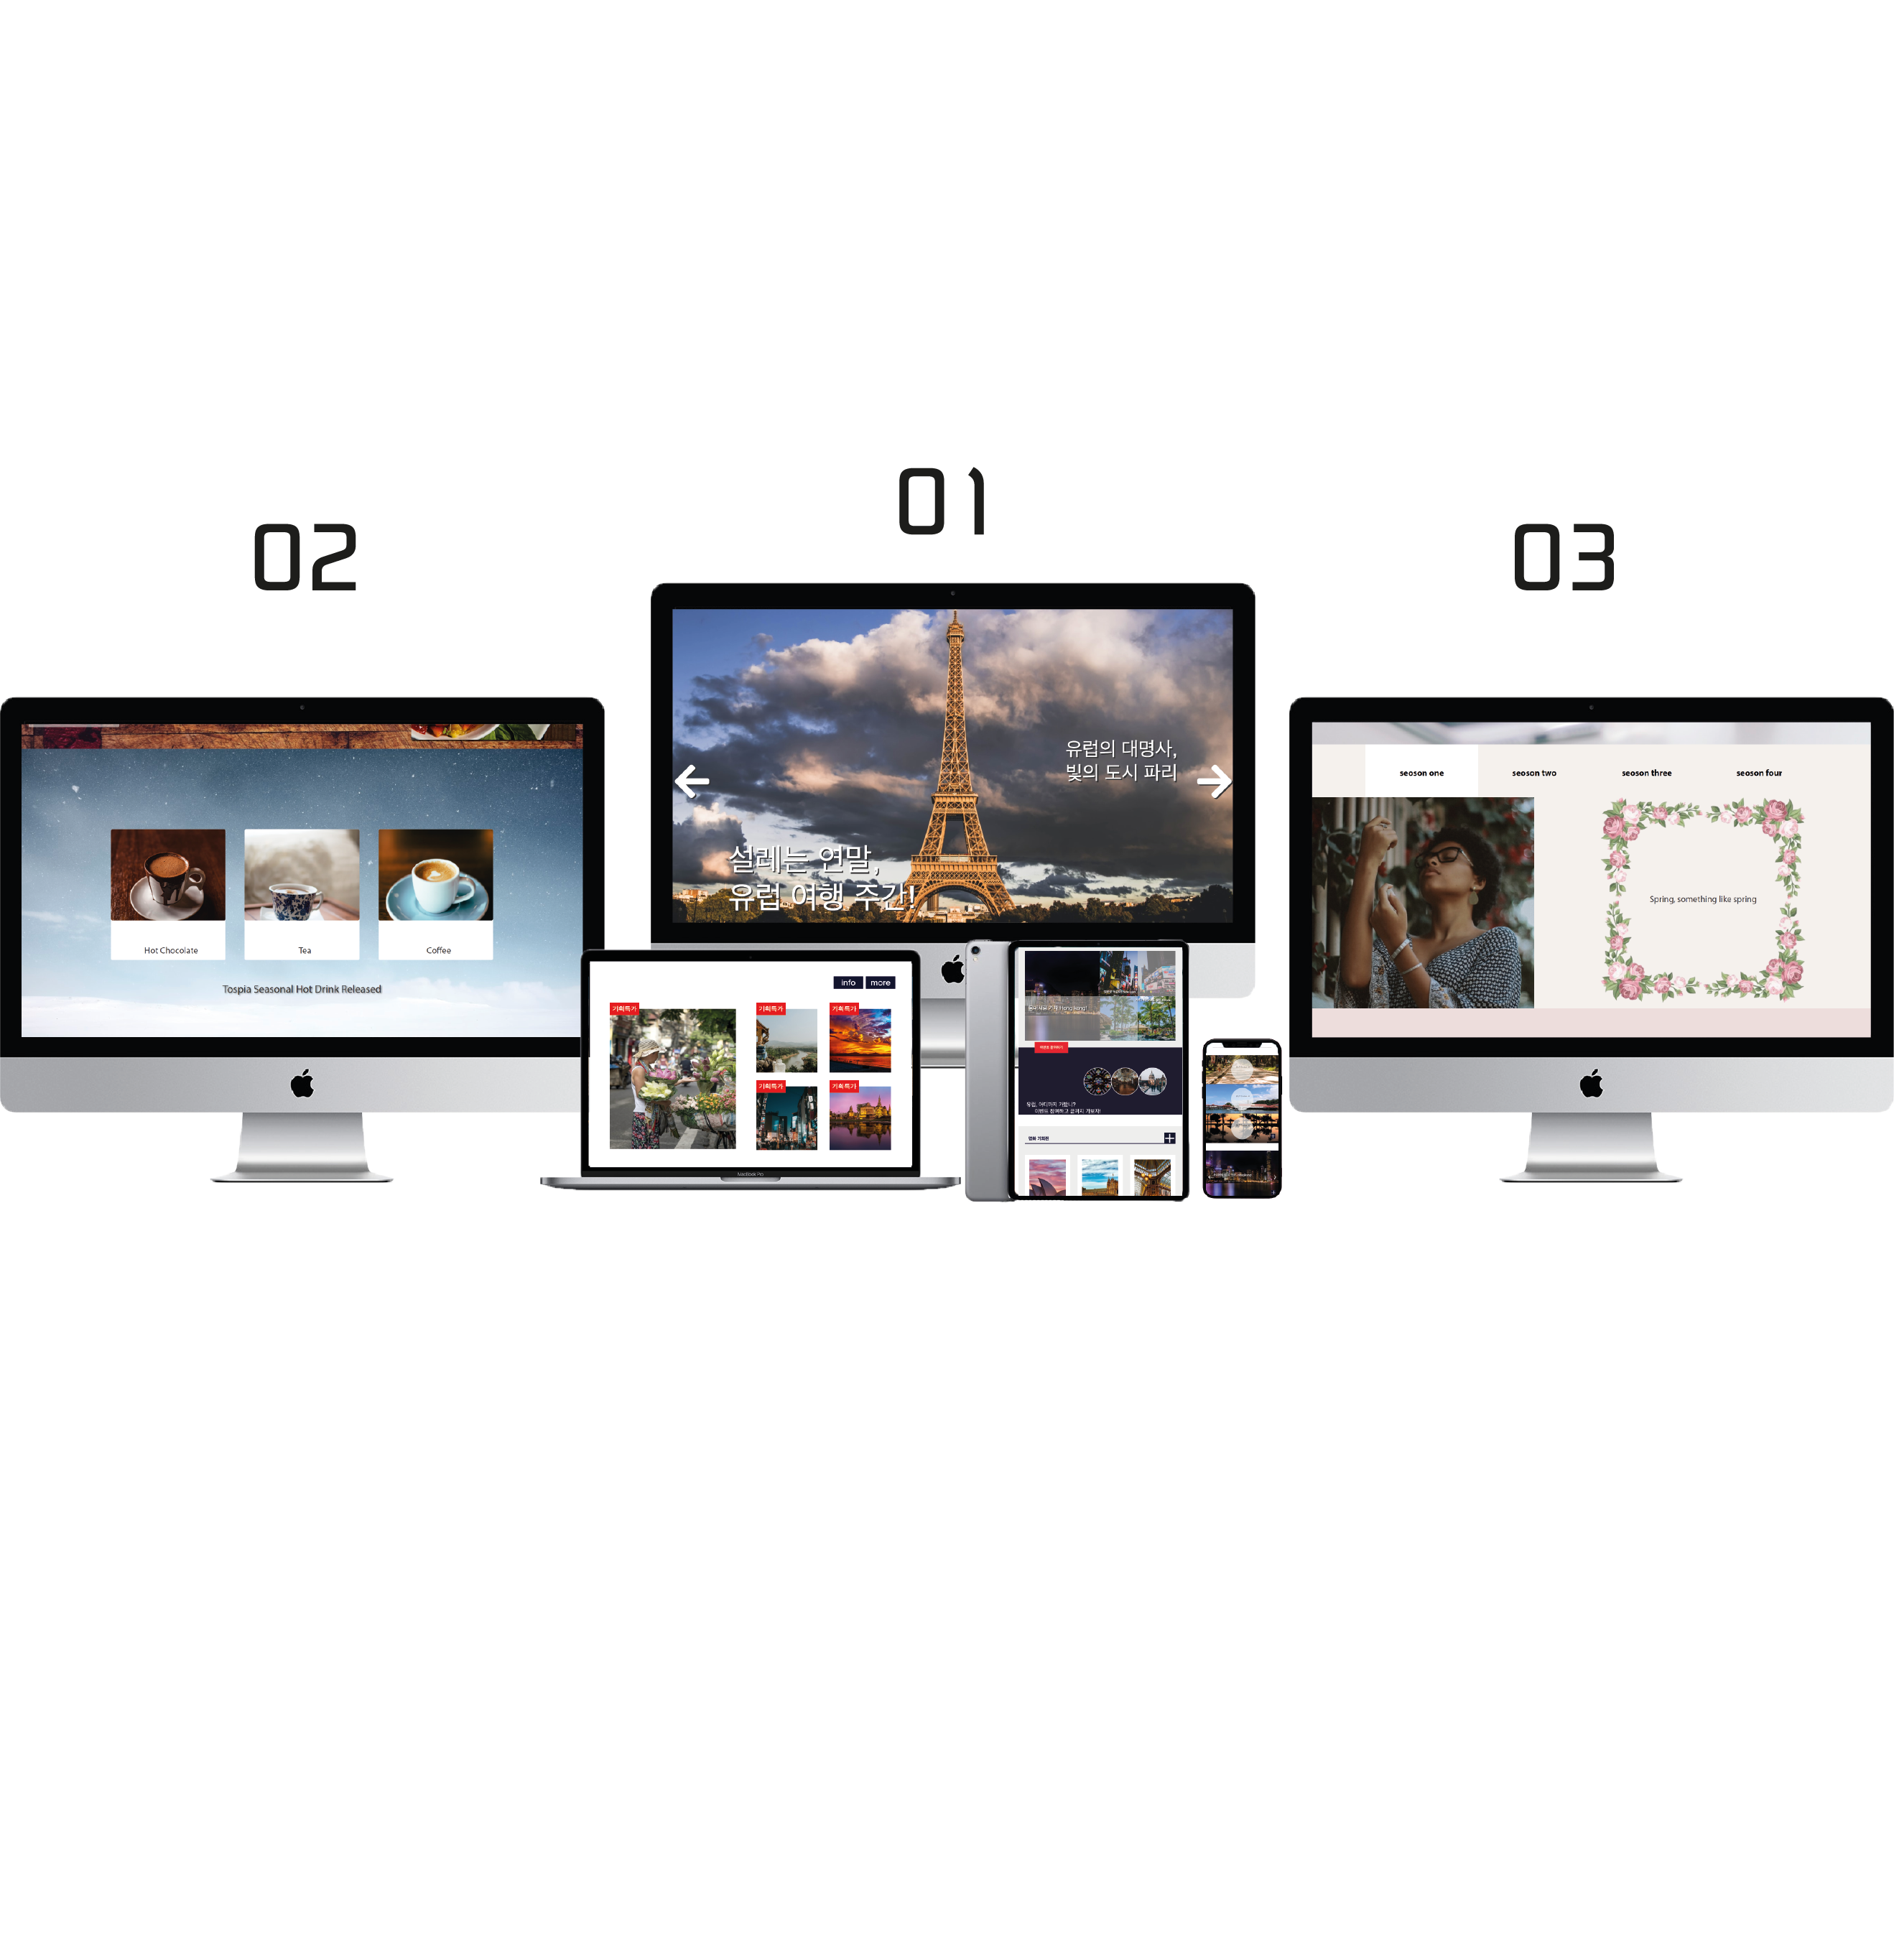 01
02
03
유럽의 대명사,
빛의 도시 파리
설레는 연말,
유럽 여행 주간!
Hot Chocolate
Tea
Coffee
Tospia Seasonal Hot Drink Released
seoson one
seoson two
seoson three
seoson four
Spring, something like spring
info
more
기획특가
기획특가
기획특가
기획특가
기획특가
MacBook Pro